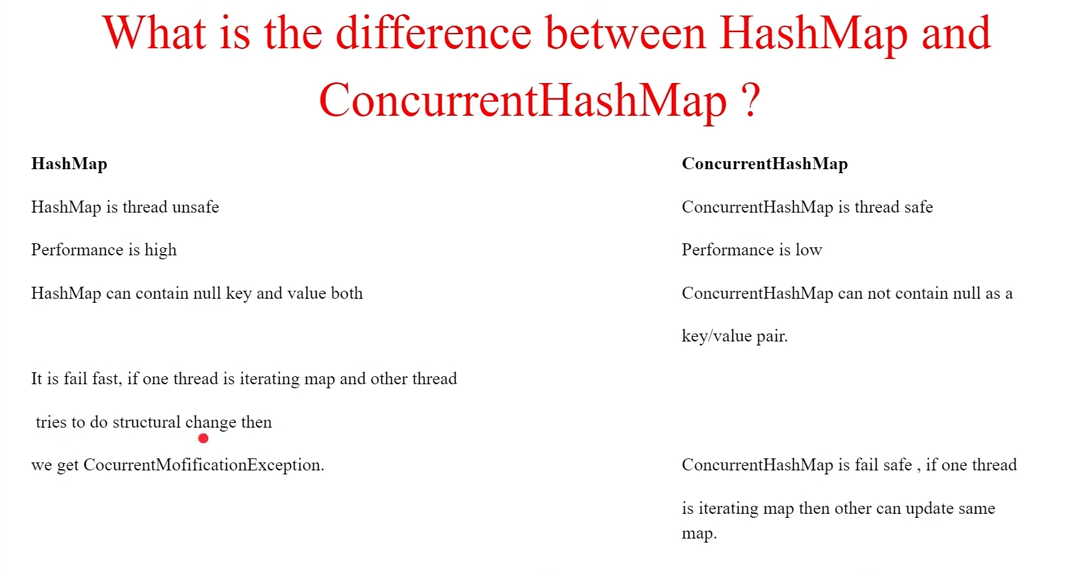 What is the difference between HashMap and
ConcurrentHashMap ?
HashMap
HashMap is thread unsafe
Performance is high
HashMap can contain null key and value both
It is fail fast, if one thread is iterating map and other thread
tries to do structural change then
we get CocurrentMofificationException.
ConcurrentHashMap
ConcurrentHashMap is thread safe
Performance is low
ConcurrentHashMap can not contain null as a
key/value pair.
ConcurrentHashMap is fail safe , if one thread
is iterating map then other can update same
map.